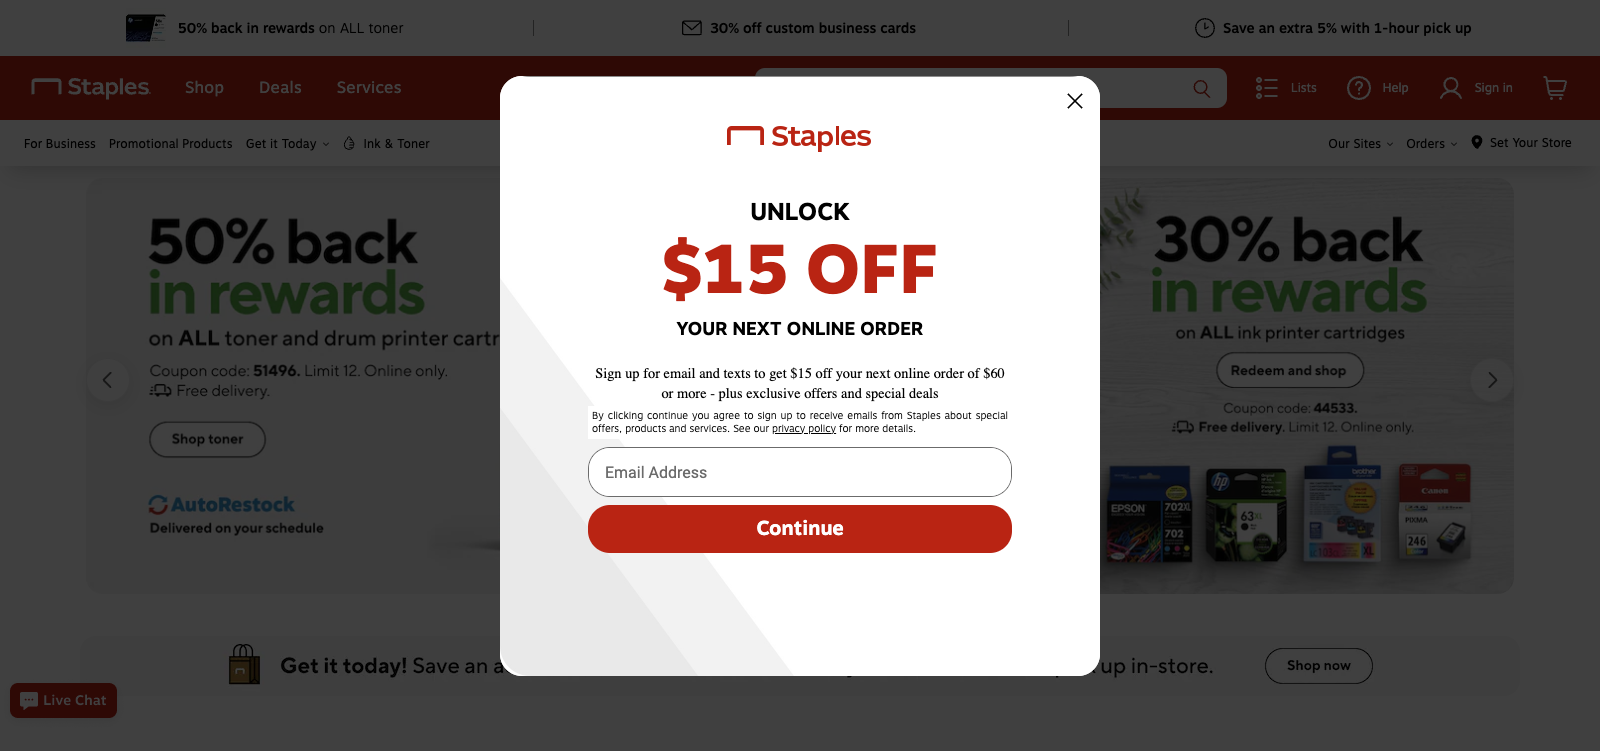 50% back in rewards on ALL toner
30% off custom business cards
Save an extra 5% with 1-hour pick up
Staples
Shop
Deals
Services
Lists
Help
Sign in
For Business
Promotional Products
Get it Today
Ink & Toner
Our Sites
Orders
Set Your Store
50% back
in rewards
on ALL toner and drum printer cart
Coupon code: 51496. Limit 12. Online only.
Free delivery.
Shop toner
AutoRestock
Delivered on your schedule
Staples
UNLOCK
$15 OFF
YOUR NEXT ONLINE ORDER
Sign up for email and texts to get $15 off your next online order of $60
or more - plus exclusive offers and special deals
By clicking continue you agree to sign up to receive emails from Staples about special
offers, products and services. See our privacy policy for more details.
Email Address
Continue
30% back
in rewards
on ALL ink printer cartridges
Redeem and shop
Coupon code: 44533.
Free delivery. Limit 12. Online only.
EPSON
702XL
702
hp
63XL
brother
Canon
PIXMA
246
Get it today! Save an
up in-store.
Shop now
Live Chat